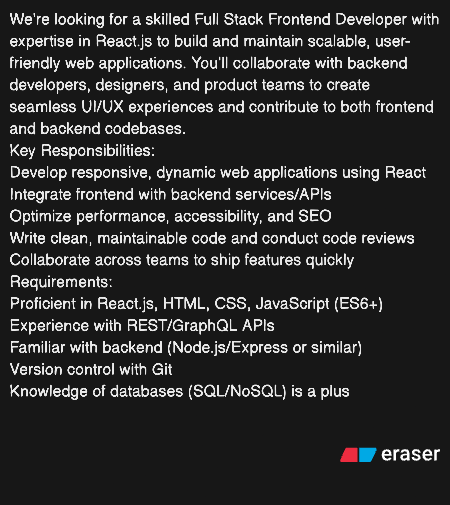 We're looking for a skilled Full Stack Frontend Developer with
expertise in React.js to build and maintain scalable, user-
friendly web applications. You'll collaborate with backend
developers, designers, and product teams to create
seamless UI/UX experiences and contribute to both frontend
and backend codebases.
Key Responsibilities:
Develop responsive, dynamic web applications using React
Integrate frontend with backend services/APIs
Optimize performance, accessibility, and SEO
Write clean, maintainable code and conduct code reviews
Collaborate across teams to ship features quickly
Requirements:
Proficient in React.js, HTML, CSS, JavaScript (ES6+)
Experience with REST/GraphQL APIs
Familiar with backend (Node.js/Express or similar)
Version control with Git
Knowledge of databases (SQL/NoSQL) is a plus
eraser